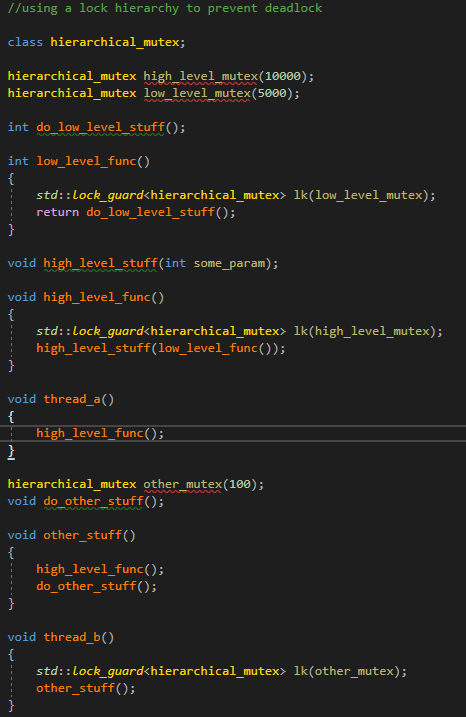 //using a lock hierarchy to prevent deadlock
class hierarchical_mutex;
hierarchical_mutex high_level_mutex(10000);
hierarchical_mutex low_level_mutex(5000);
int do_low_level_stuff();
int low_level_func()
{
    std::lock_guard<hierarchical_mutex> lk(low_level_mutex);
    return do_low_level_stuff();
}
void high_level_stuff(int some_param);
void high_level_func()
{
    std::lock_guard<hierarchical_mutex> lk(high_level_mutex);
    high_level_stuff(low_level_func());
}
void thread_a()
{
    high_level_func();
}
hierarchical_mutex other_mutex(100);
void do_other_stuff();
void other_stuff()
{
    high_level_func();
    do_other_stuff();
}
void thread_b()
{
    std::lock_guard<hierarchical_mutex> lk(other_mutex);
    other_stuff();
}